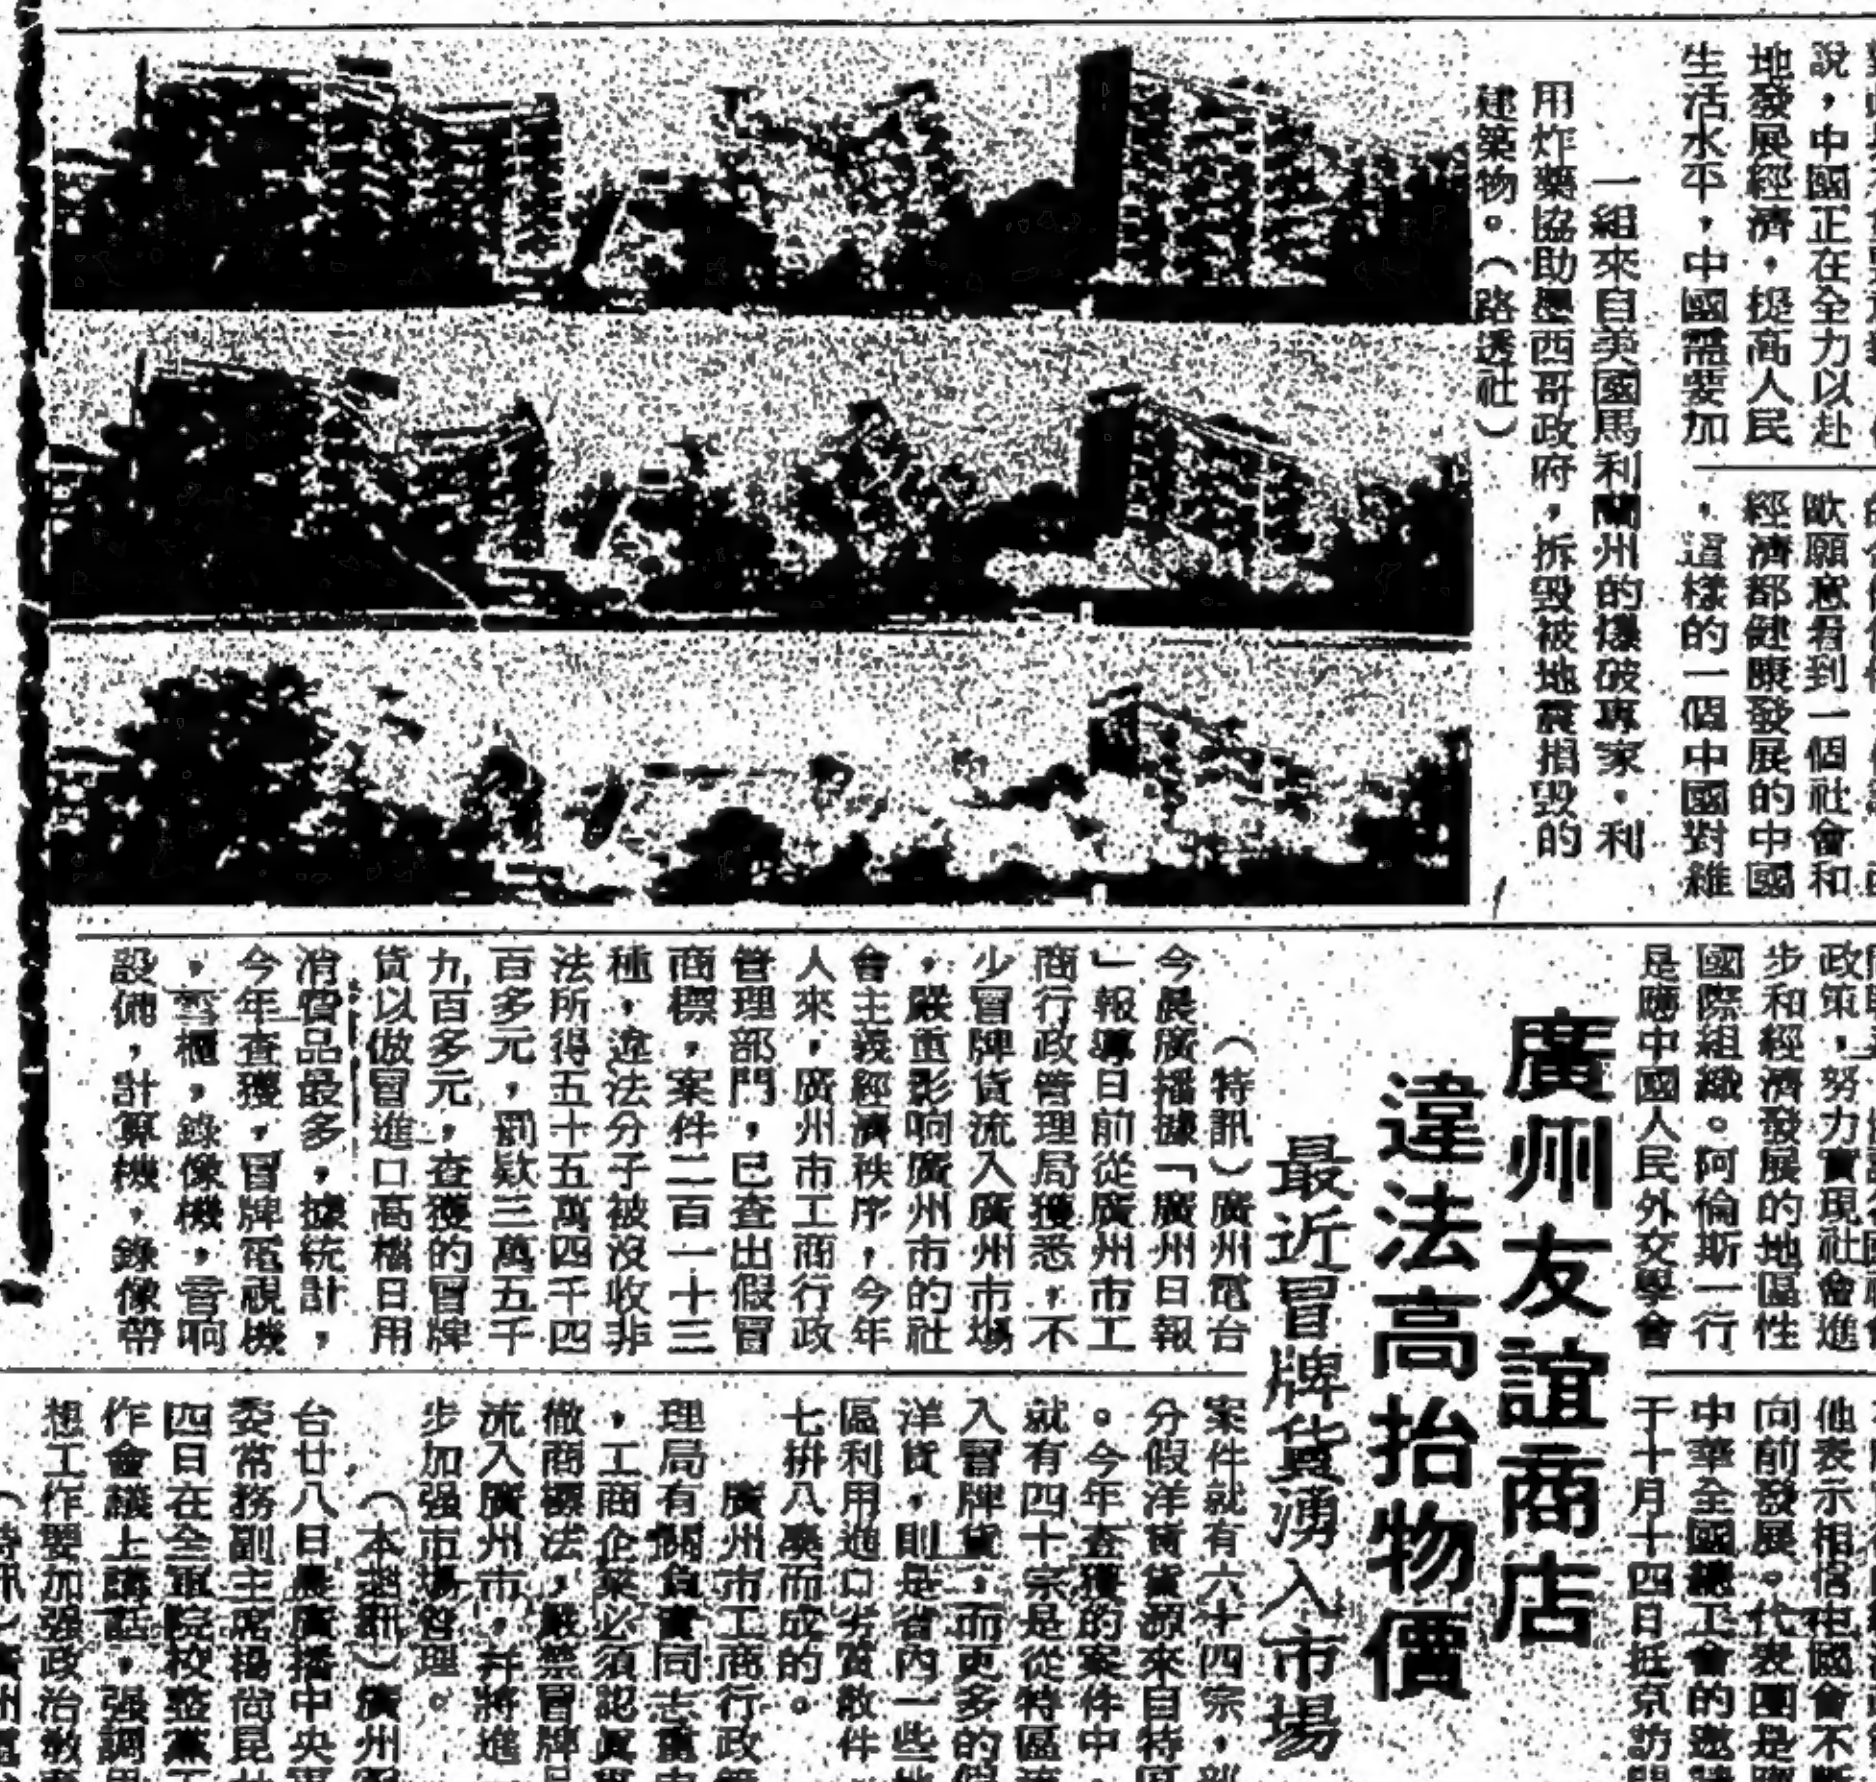 說，中國正在全力以赴
地發展經濟，提高人民
生活水平，中國需要加
歐願意看到一個社會和
經濟都健康發展的中國
，這樣的一個中國對維
一組來自美國馬利蘭州的爆破專家，利
用炸藥協助墨西哥政府，拆毀被地震損毀的
建築物。（路透社）
政策，努力實現社會進
步和經濟發展的地區性
國際組織。阿倫斯一行
是應中國人民外交學會
他表示相信中國會不斷
向前發展。代表團是應
中華全國總工會的邀請
于十月十四日抵京訪問
廣州友誼商店
違法高抬物價
最近冒牌貨湧入市場
（特訊）廣州電台
今晨廣播據「廣州日報
」報導日前從廣州市工
商行政管理局獲悉，不
少冒牌貨流入廣州市場
，嚴重影响廣州市的社
會主義經濟秩序，今年
人來，廣州市工商行政
管理部門，已查出假冒
商標，案件二百一十三
種，違法分子被沒收非
法所得五十五萬四千四
百多元，罰欵三萬五千
九百多元，查獲的冒牌
貨以倣冒進口高檔日用
消費品最多，據統計，
今年查獲，冒牌電視機
，雪櫃，錄像機，音响
設備，計算機，錄像帶
案件就有六十四宗，部
分假洋貨貨源來自特區
。今年查獲的案件中，
就有四十宗是從特區流
入冒牌貨，而更多的假
洋貨，則是省內一些地
區利用進口劣質散件
七拼八凑而成的。
廣州市工商行政管
理局有關負責同志重申
，工商企業必須認真貫
徹商標法，嚴禁冒牌品
流入廣州市，并將進一
步加强市場管理。
（本港訊）廣州電
台廿八日晨廣播中央軍
委常務副主席楊尚昆廿
四日在全軍院校整黨工
作會議上講話，强調思
想工作要加强政治教育